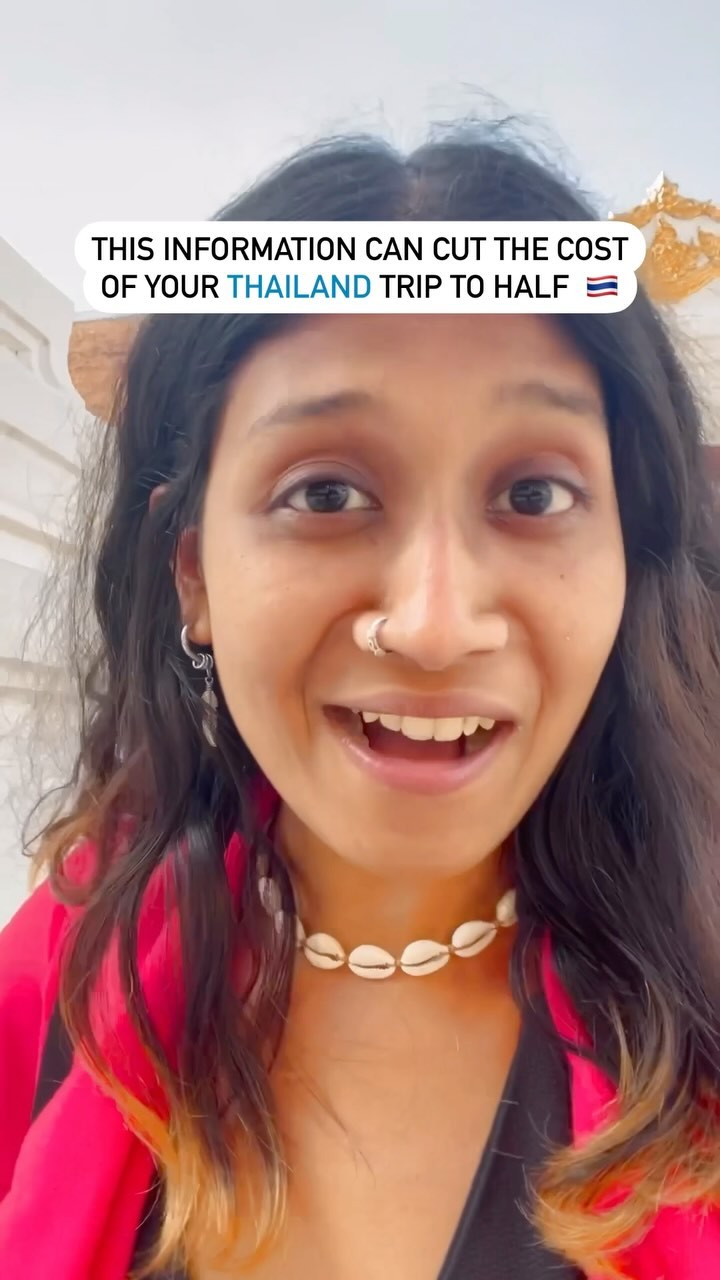 THIS INFORMATION CAN CUT THE COST
OF YOUR THAILAND TRIP TO HALF 🇹🇭